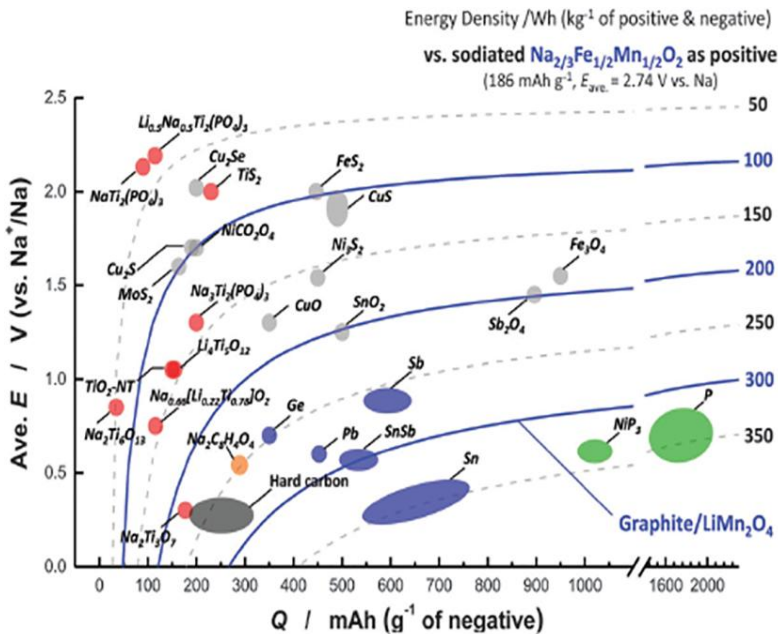 Energy Density /Wh (kg⁻¹ of positive & negative)
vs. sodiated Na₂/₃Fe₁/₂Mn₁/₂O₂ as positive
(186 mAh g⁻¹, Eave. = 2.74 V vs. Na)
2.5
2.0
1.5
1.0
0.5
0.0
Ave. E / V (vs. Na⁺/Na)
50
100
150
200
250
300
350
Li₀.₅Na₀.₅Ti₂(PO₄)₃
Cu₂Se
TiS₂
NaTi₂(PO₄)₃
FeS₂
CuS
NiCO₂O₄
Cu₂S
MoS₂
Ni₃S₂
Fe₃O₄
Na₃Ti₂(PO₄)₃
CuO
SnO₂
Sb₂O₄
Li₄Ti₅O₁₂
TiO₂-NT
Na₀.₆₆[Li₀.₂₂Ti₀.₇₈]O₂
Na₂Ti₆O₁₃
Sb
Ge
Na₂C₈H₄O₄
Pb
SnSb
NiP₃
P
Sn
Hard carbon
Na₂Ti₃O₇
Graphite/LiMn₂O₄
0 100 200 300 400 500 600 700 800 900 1000 1600 2000
Q / mAh (g⁻¹ of negative)